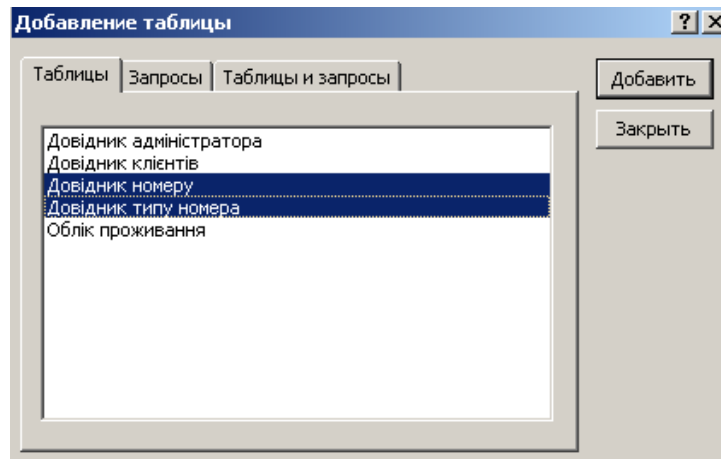 Добавление таблицы
Таблицы Запросы Таблицы и запросы
Добавить
Закрыть
Довідник адміністратора
Довідник клієнтів
Довідник номеру
Довідник типу номера
Облік проживання